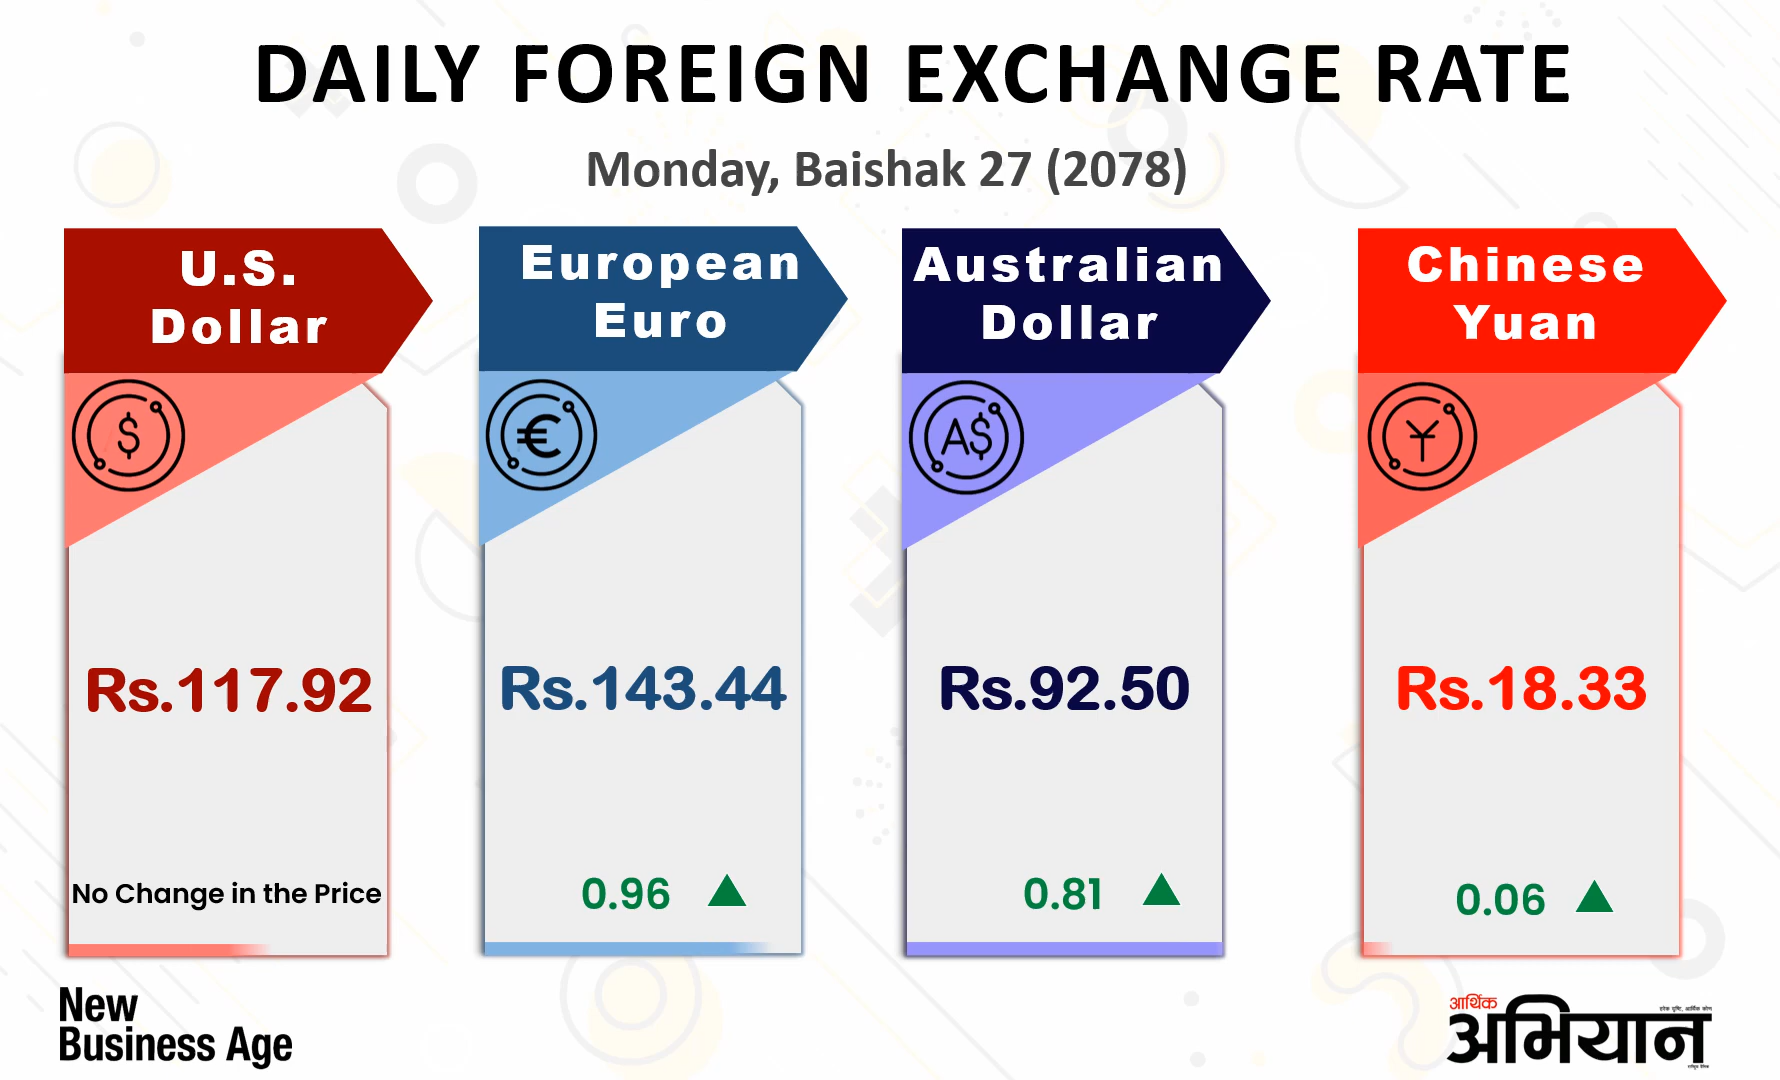 DAILY FOREIGN EXCHANGE RATE
Monday, Baishak 27 (2078)
U.S.
Dollar
$
Rs.117.92
No Change in the Price
European
Euro
€
Rs.143.44
0.96 ▲
Australian
Dollar
A$
Rs.92.50
0.81 ▲
Chinese
Yuan
¥
Rs.18.33
0.06 ▲
New
Business Age
आर्थिक
अभियान